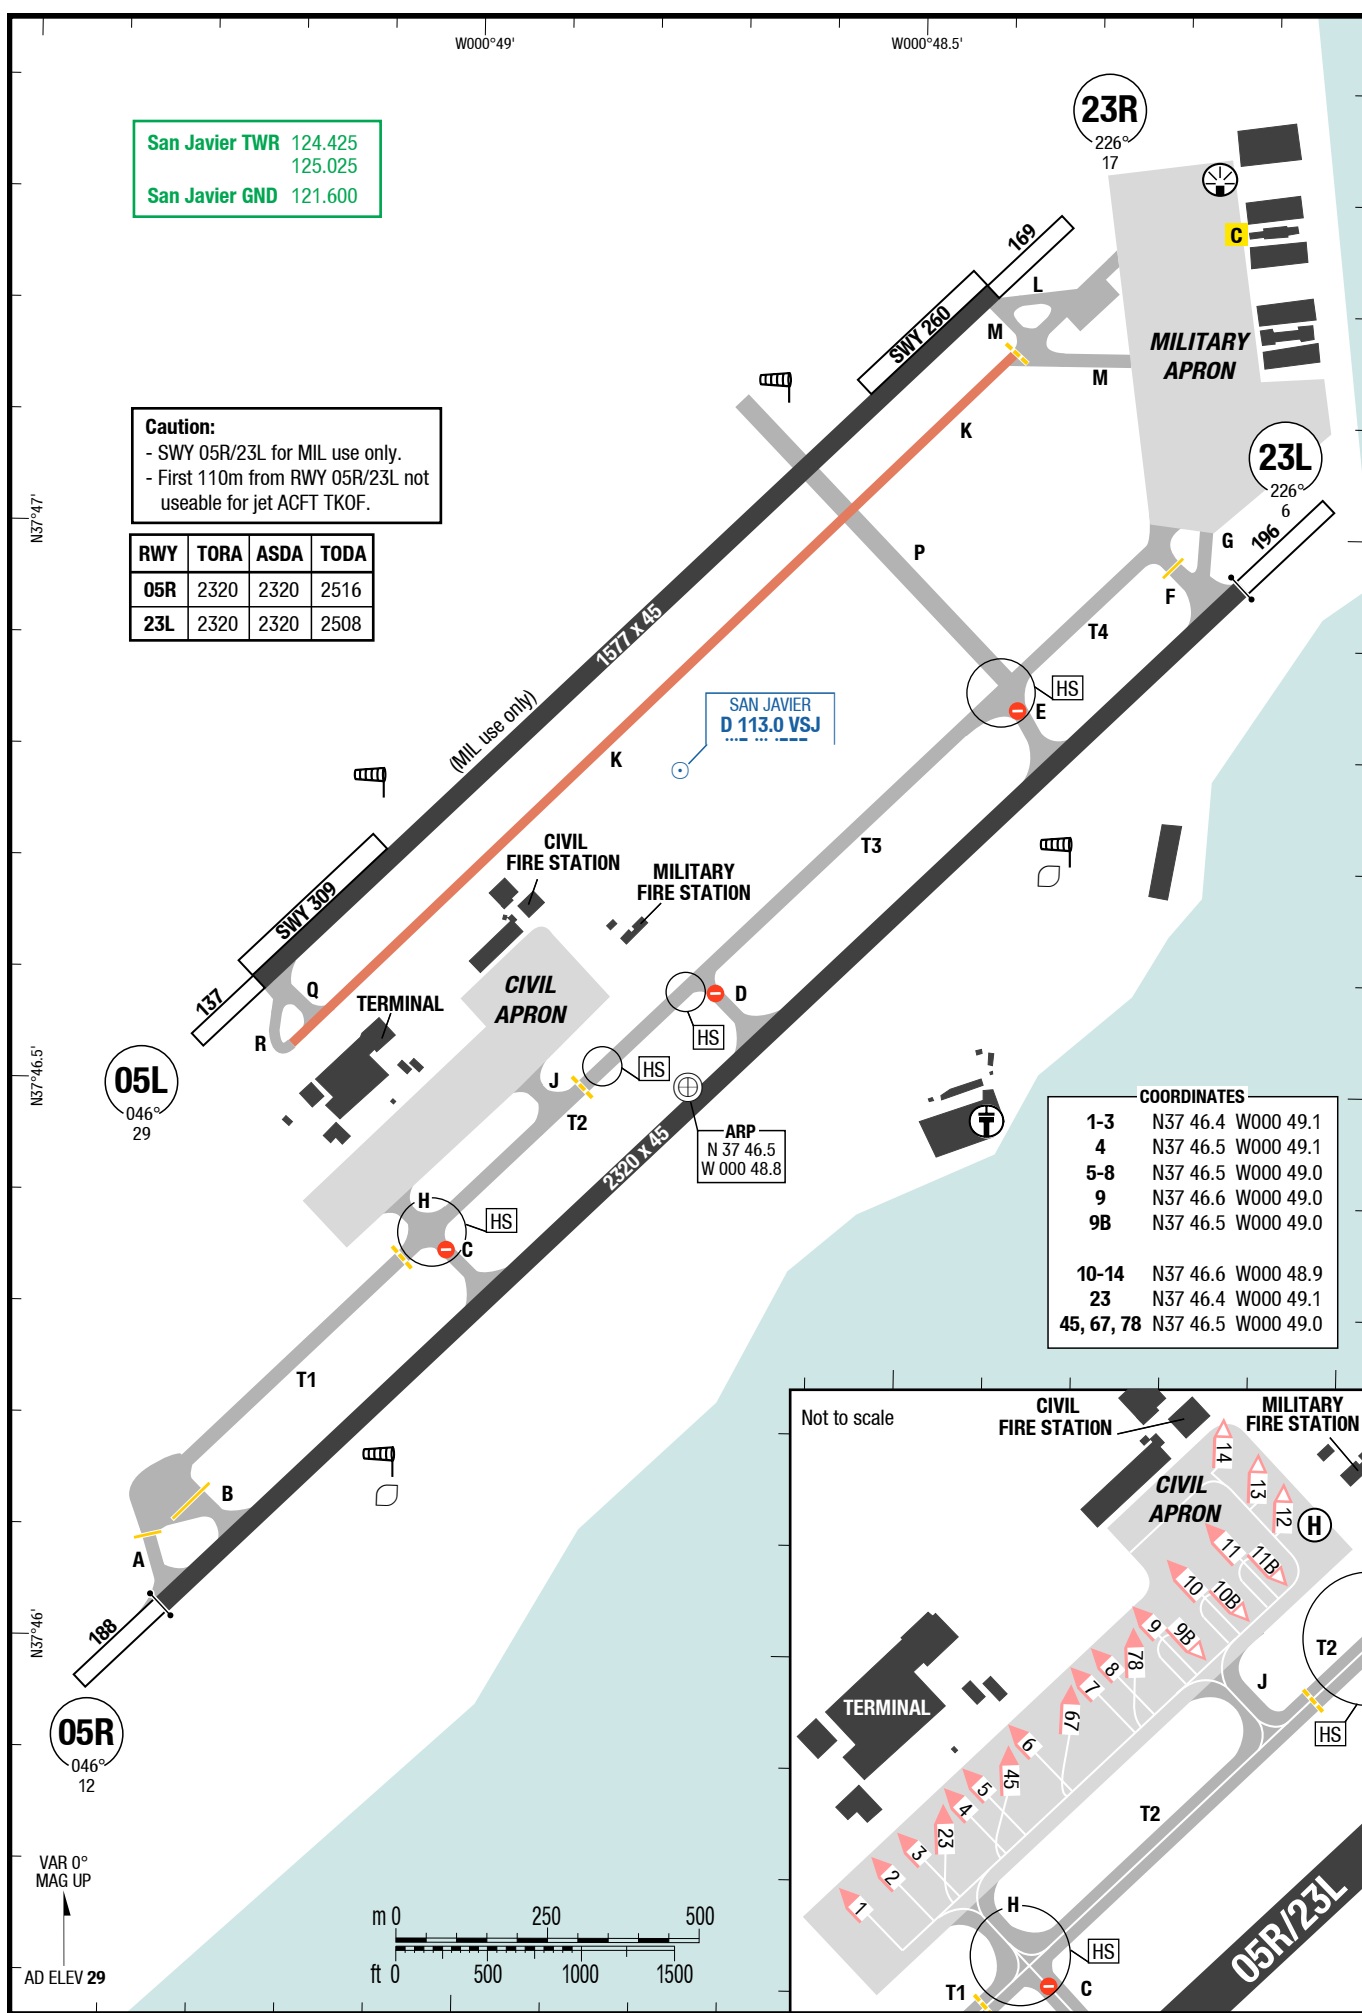 W000°49'
W000°48.5'
San Javier TWR 124.425
125.025
San Javier GND 121.600
23R
226°
17
169
C
L
SWY 260
M
MILITARY
APRON
M
K
Caution:
- SWY 05R/23L for MIL use only.
- First 110m from RWY 05R/23L not
useable for jet ACFT TKOF.
23L
226°
6
N37°47'
196
G
P
F
RWY TORA ASDA TODA
05R 2320 2320 2516
23L 2320 2320 2508
T4
1577 x 45
HS
E
(MIL use only)
SAN JAVIER
D 113.0 VSJ
K
T3
CIVIL
FIRE STATION
MILITARY
FIRE STATION
SWY 309
137
Q
TERMINAL
CIVIL
APRON
D
R
HS
HS
J
05L
046°
29
N37°46.5'
T2
ARP
N 37 46.5
W 000 48.8
2320 x 45
COORDINATES
1-3 N37 46.4 W000 49.1
4 N37 46.5 W000 49.1
5-8 N37 46.5 W000 49.0
9 N37 46.6 W000 49.0
9B N37 46.5 W000 49.0
10-14 N37 46.6 W000 48.9
23 N37 46.4 W000 49.1
45, 67, 78 N37 46.5 W000 49.0
H
HS
C
T1
B
A
N37°46'
188
05R
046°
12
VAR 0°
MAG UP
AD ELEV 29
m 0 250 500
ft 0 500 1000 1500
Not to scale
CIVIL
FIRE STATION
MILITARY
FIRE STATION
14
CIVIL
APRON
13
12
H
11
11B
10
10B
9
9B
T2
78
8
7
J
TERMINAL
67
HS
6
45
5
4
T2
23
3
2
1
H
HS
05R/23L
T1
C